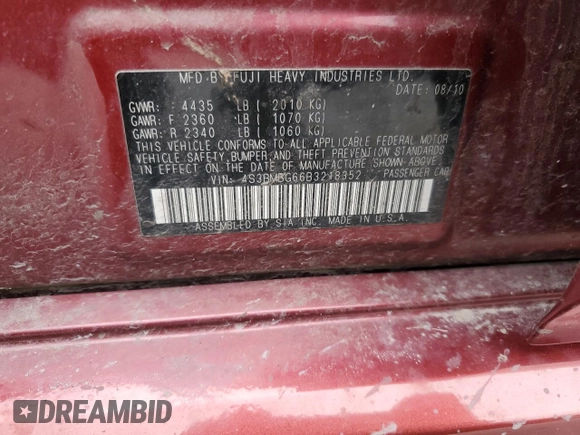 MFD. BY FUJI HEAVY INDUSTRIES LTD.
DATE: 08/10
GVWR: 4435 LB ( 2010 KG)
GAWR: F 2360 LB ( 1070 KG)
GAWR: R 2340 LB ( 1060 KG)
THIS VEHICLE CONFORMS TO ALL APPLICABLE FEDERAL MOTOR
VEHICLE SAFETY, BUMPER, AND THEFT PREVENTION STANDARDS
IN EFFECT ON THE DATE OF MANUFACTURE SHOWN ABOVE.
VIN: 4S3BMBG66B3218352 PASSENGER CAR
ASSEMBLED BY SIA INC. MADE IN U.S.A.
DREAMBID